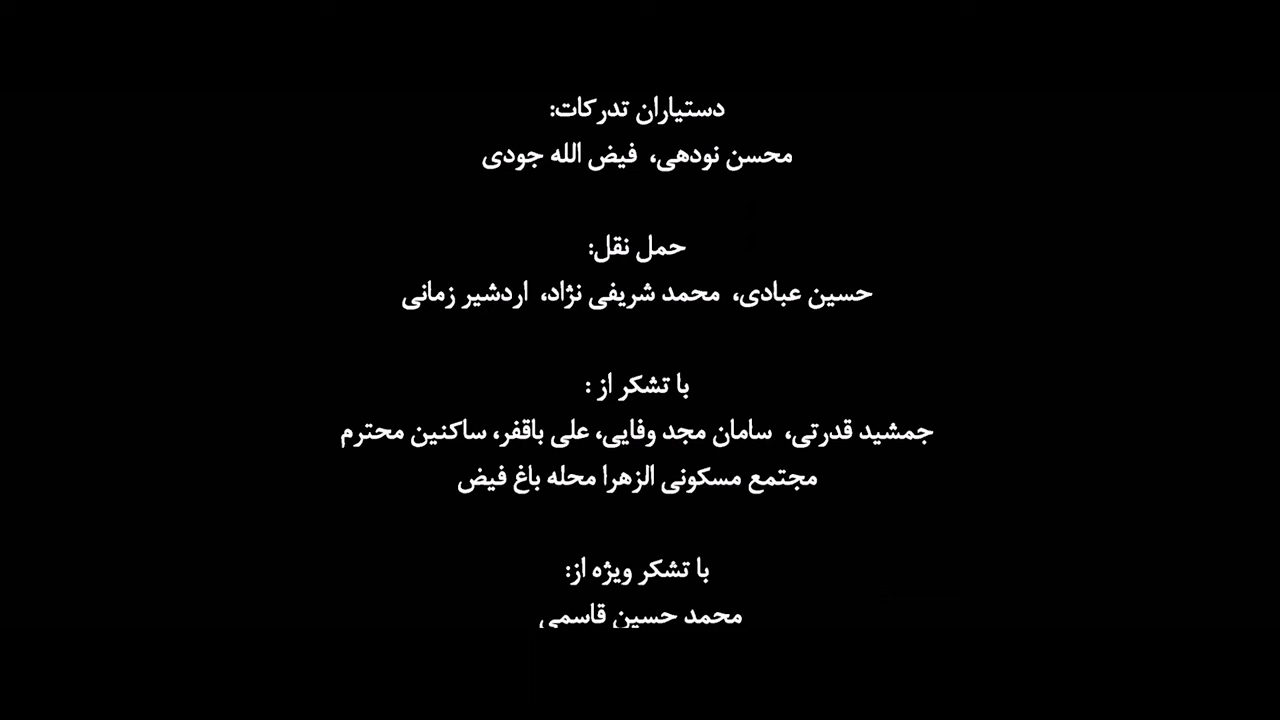 دستیاران تدرکات:
محسن نودهی، فیض الله جودی
حمل نقل:
حسین عبادی، محمد شریفی نژاد، اردشیر زمانی
با تشکر از :
جمشید قدرتی، سامان مجد وفایی، علی باقفر، ساکنین محترم
مجتمع مسکونی الزهرا محله باغ فیض
با تشکر ویژه از:
محمد حسین قاسمی